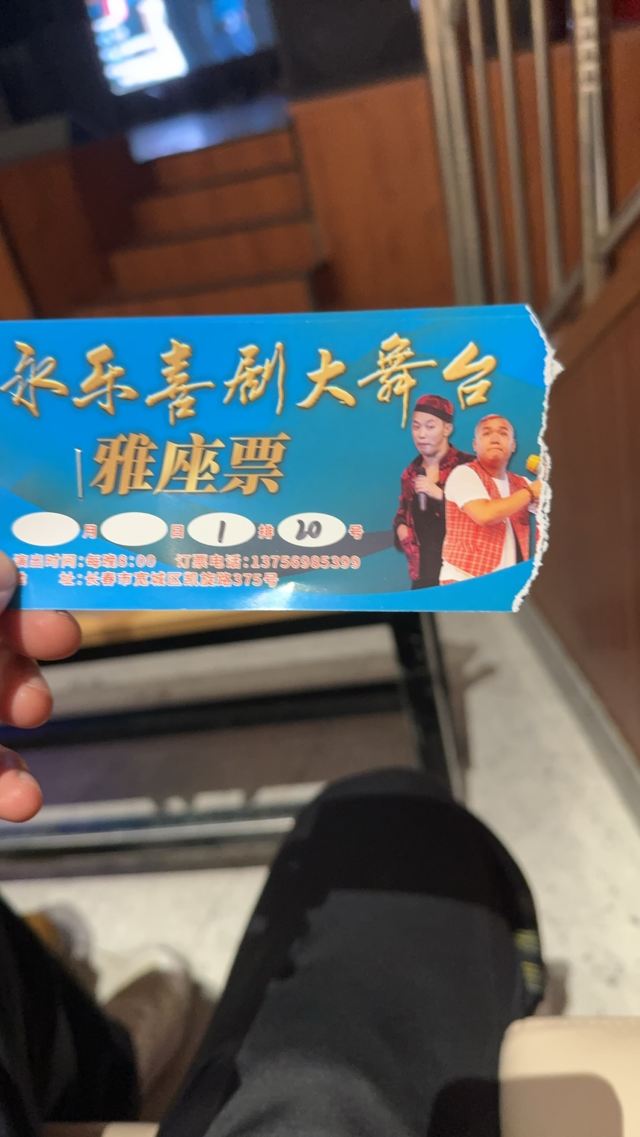 永乐喜剧大舞台
雅座票
月 日 1 排 20 号
演出时间:每晚8:00 订票电话:13756985399
址:长春市宽城区凯旋路375号